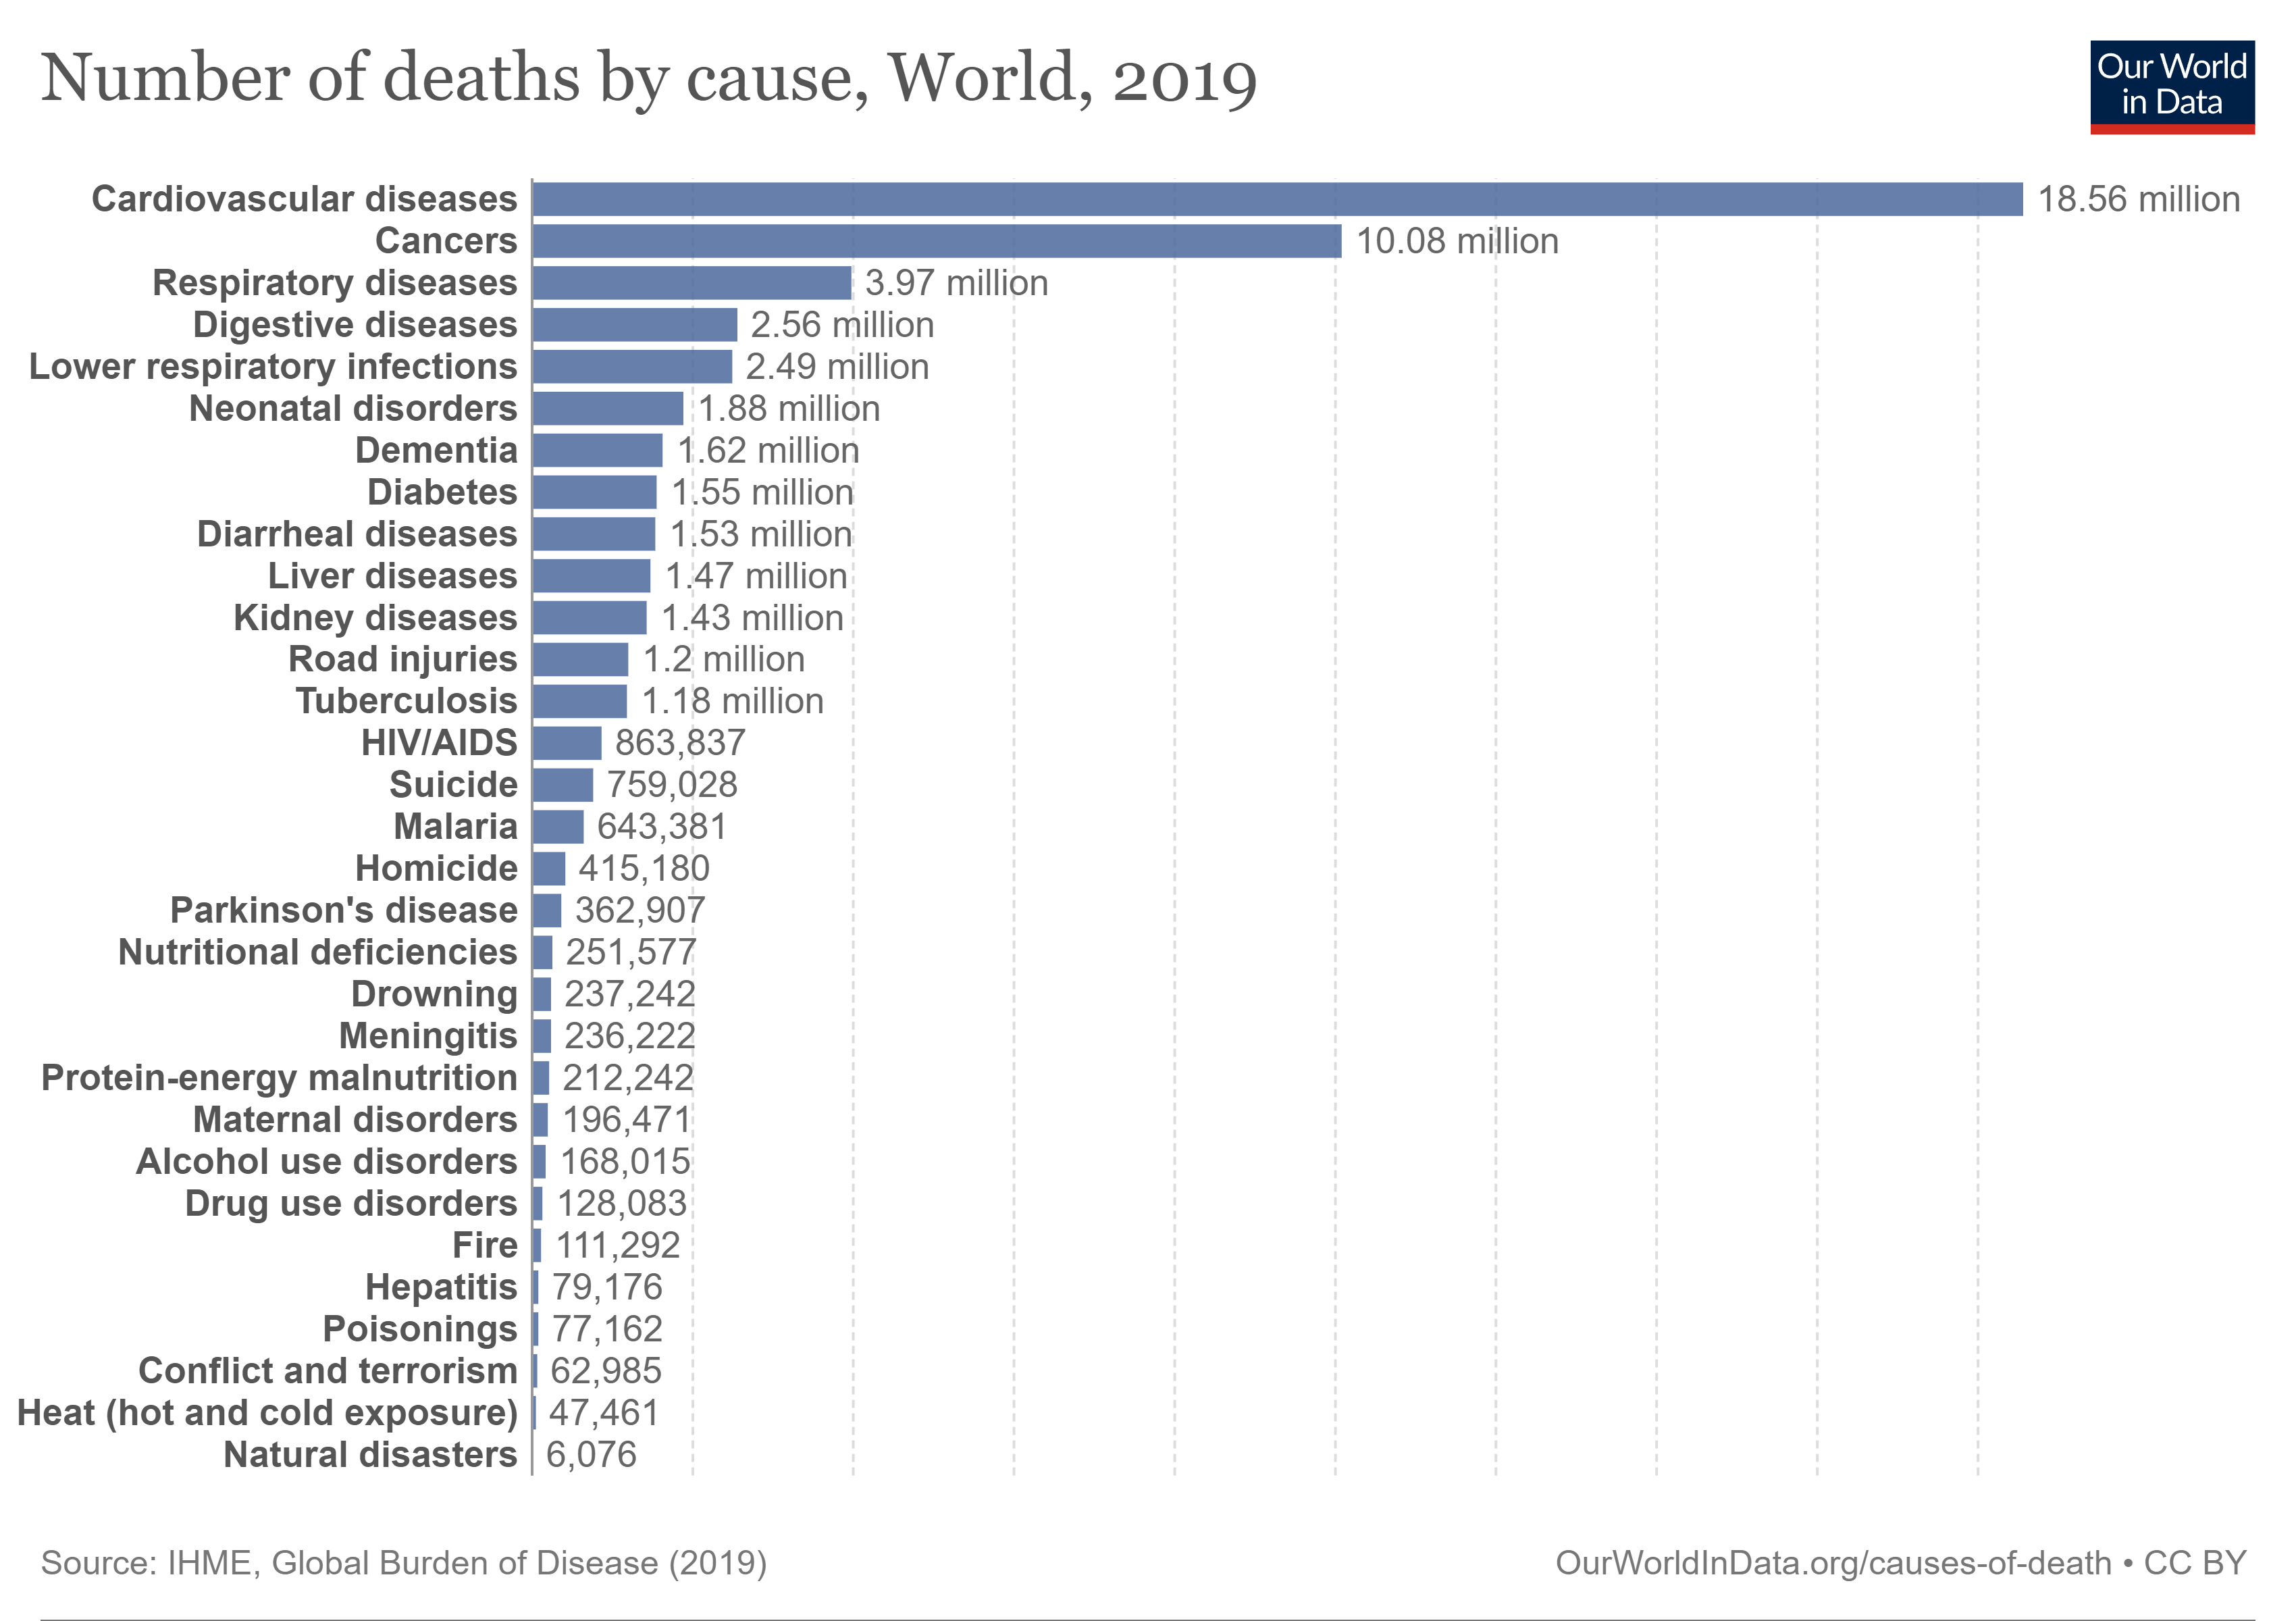 Number of deaths by cause, World, 2019
Our World
in Data
Cardiovascular diseases 18.56 million
Cancers 10.08 million
Respiratory diseases 3.97 million
Digestive diseases 2.56 million
Lower respiratory infections 2.49 million
Neonatal disorders 1.88 million
Dementia 1.62 million
Diabetes 1.55 million
Diarrheal diseases 1.53 million
Liver diseases 1.47 million
Kidney diseases 1.43 million
Road injuries 1.2 million
Tuberculosis 1.18 million
HIV/AIDS 863,837
Suicide 759,028
Malaria 643,381
Homicide 415,180
Parkinson's disease 362,907
Nutritional deficiencies 251,577
Drowning 237,242
Meningitis 236,222
Protein-energy malnutrition 212,242
Maternal disorders 196,471
Alcohol use disorders 168,015
Drug use disorders 128,083
Fire 111,292
Hepatitis 79,176
Poisonings 77,162
Conflict and terrorism 62,985
Heat (hot and cold exposure) 47,461
Natural disasters 6,076
Source: IHME, Global Burden of Disease (2019)
OurWorldInData.org/causes-of-death • CC BY